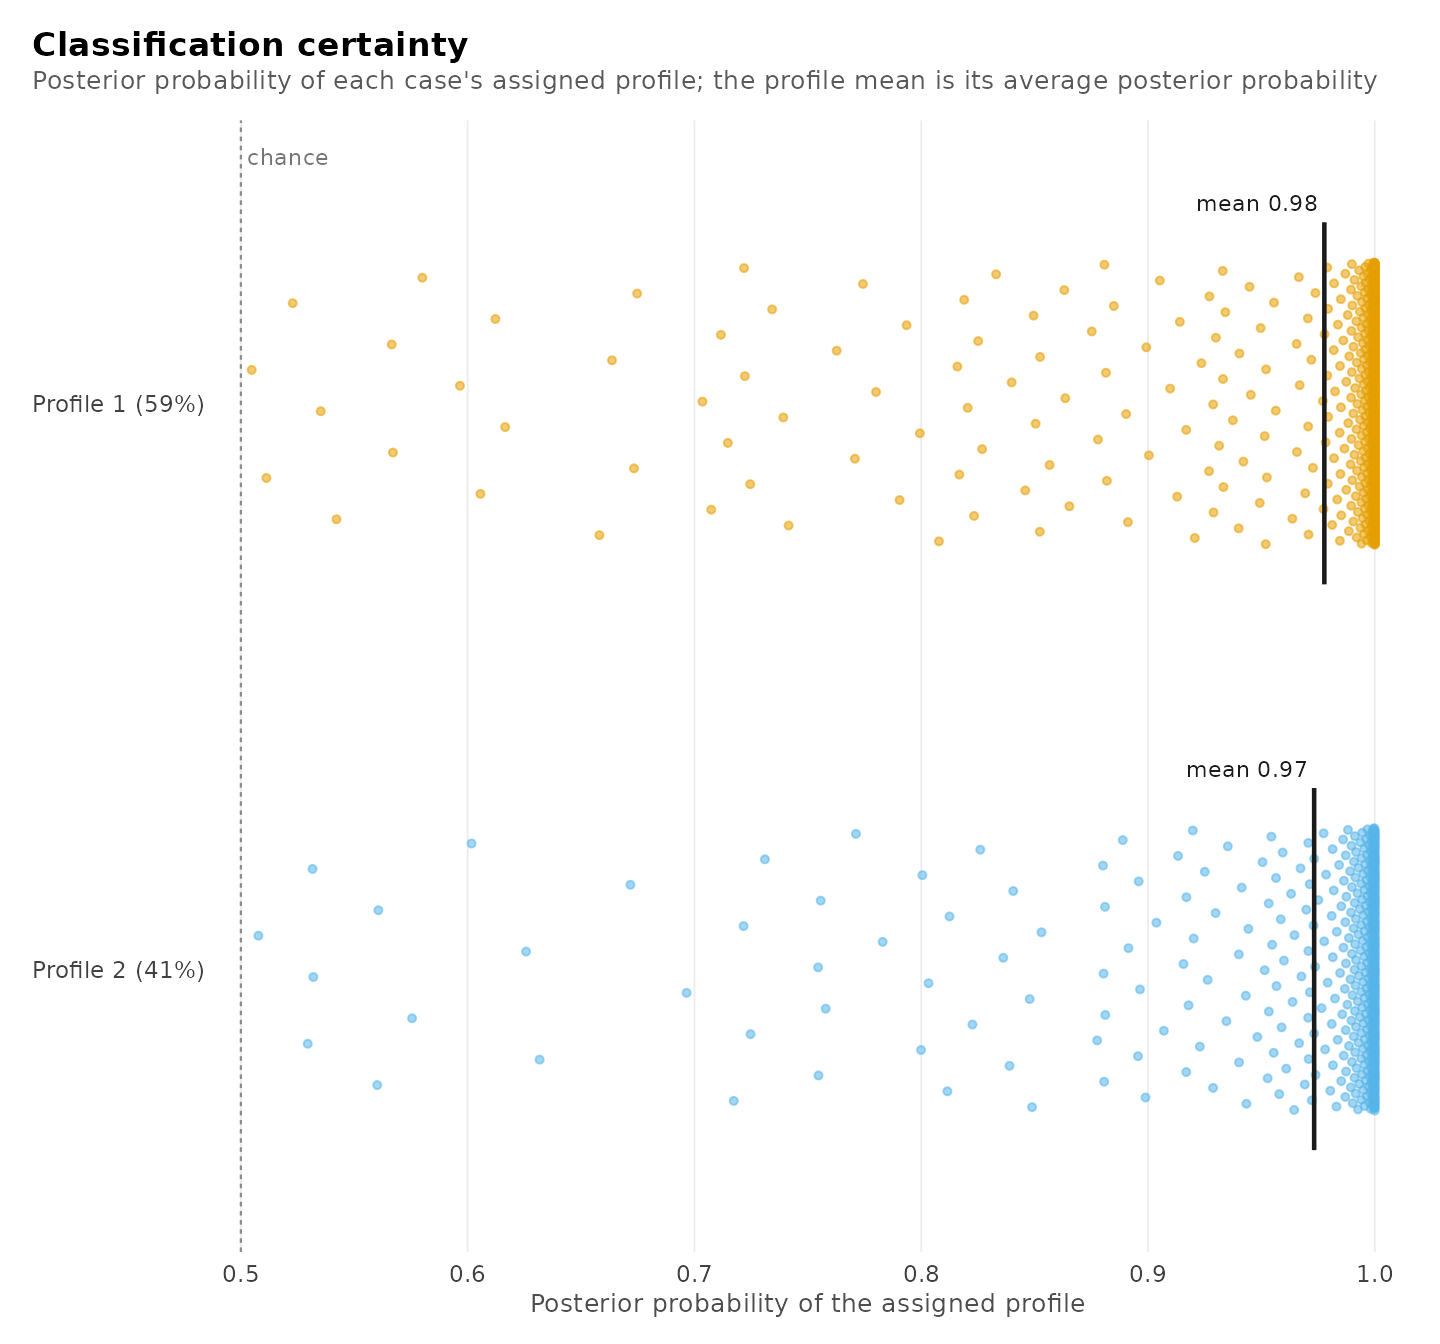 Classification certainty
Posterior probability of each case's assigned profile; the profile mean is its average posterior probability
chance
mean 0.98
Profile 1 (59%)
mean 0.97
Profile 2 (41%)
0.5 0.6 0.7 0.8 0.9 1.0
Posterior probability of the assigned profile